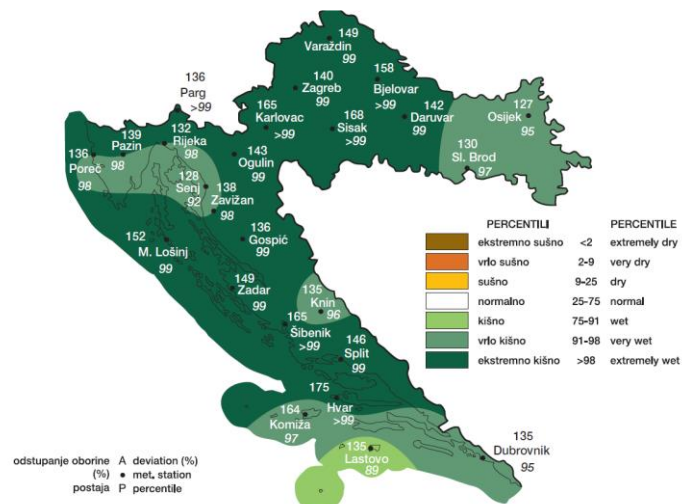 149
Varaždin
99
158
Bjelovar
>99
140
Zagreb
99
136
Parg
>99
165
Karlovac
>99
168
Sisak
>99
142
Daruvar
99
127
Osijek
95
130
Sl. Brod
97
139
Pazin
98
132
Rijeka
98
136
Poreč
98
143
Ogulin
99
128
Senj
92
138
Zavižan
98
136
Gospić
99
152
M. Lošinj
99
149
Zadar
99
135
Knin
96
165
Šibenik
>99
146
Split
99
175
Hvar
>99
164
Komiža
97
135
Lastovo
89
135
Dubrovnik
95
PERCENTILI PERCENTILE
ekstremno sušno <2 extremely dry
vrlo sušno 2-9 very dry
sušno 9-25 dry
normalno 25-75 normal
kišno 75-91 wet
vrlo kišno 91-98 very wet
ekstremno kišno >98 extremely wet
odstupanje oborine A deviation (%)
(%) met. station
postaja P percentile